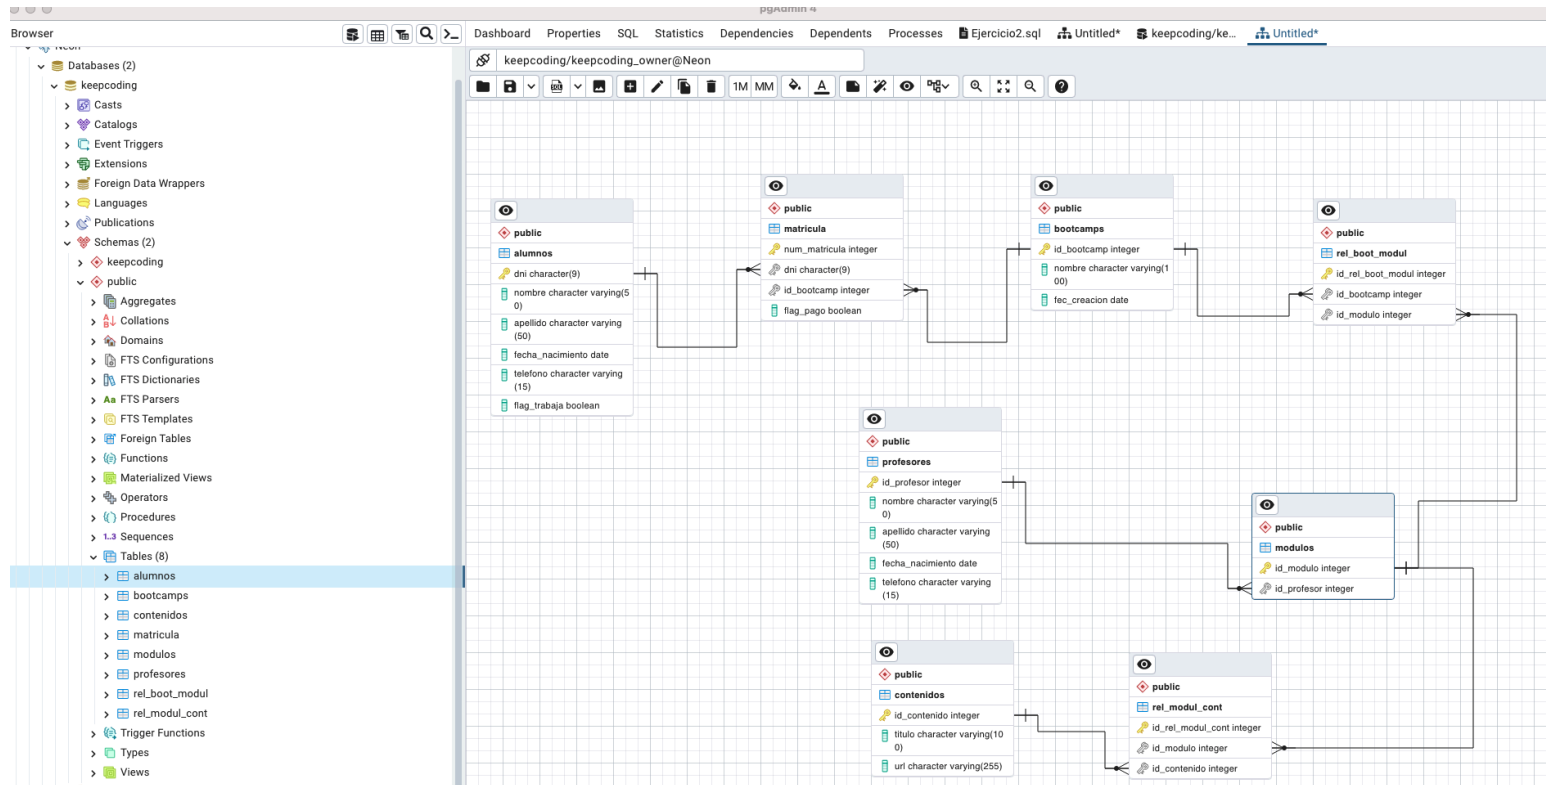 pgAdmin 4
Browser
Dashboard Properties SQL Statistics Dependencies Dependents Processes Ejercicio2.sql Untitled* keepcoding/ke... Untitled*
Neon
Databases (2)
keepcoding
Casts
Catalogs
Event Triggers
Extensions
Foreign Data Wrappers
Languages
Publications
Schemas (2)
keepcoding
public
Aggregates
Collations
Domains
FTS Configurations
FTS Dictionaries
FTS Parsers
FTS Templates
Foreign Tables
Functions
Materialized Views
Operators
Procedures
1..3 Sequences
Tables (8)
alumnos
bootcamps
contenidos
matricula
modulos
profesores
rel_boot_modul
rel_modul_cont
Trigger Functions
Types
Views
keepcoding/keepcoding_owner@Neon
1M MM A
public
alumnos
dni character(9)
nombre character varying(5
0)
apellido character varying
(50)
fecha_nacimiento date
telefono character varying
(15)
flag_trabaja boolean
public
matricula
num_matricula integer
dni character(9)
id_bootcamp integer
flag_pago boolean
public
bootcamps
id_bootcamp integer
nombre character varying(1
00)
fec_creacion date
public
rel_boot_modul
id_rel_boot_modul integer
id_bootcamp integer
id_modulo integer
public
profesores
id_profesor integer
nombre character varying(5
0)
apellido character varying
(50)
fecha_nacimiento date
telefono character varying
(15)
public
modulos
id_modulo integer
id_profesor integer
public
contenidos
id_contenido integer
titulo character varying(10
0)
url character varying(255)
public
rel_modul_cont
id_rel_modul_cont integer
id_modulo integer
id_contenido integer